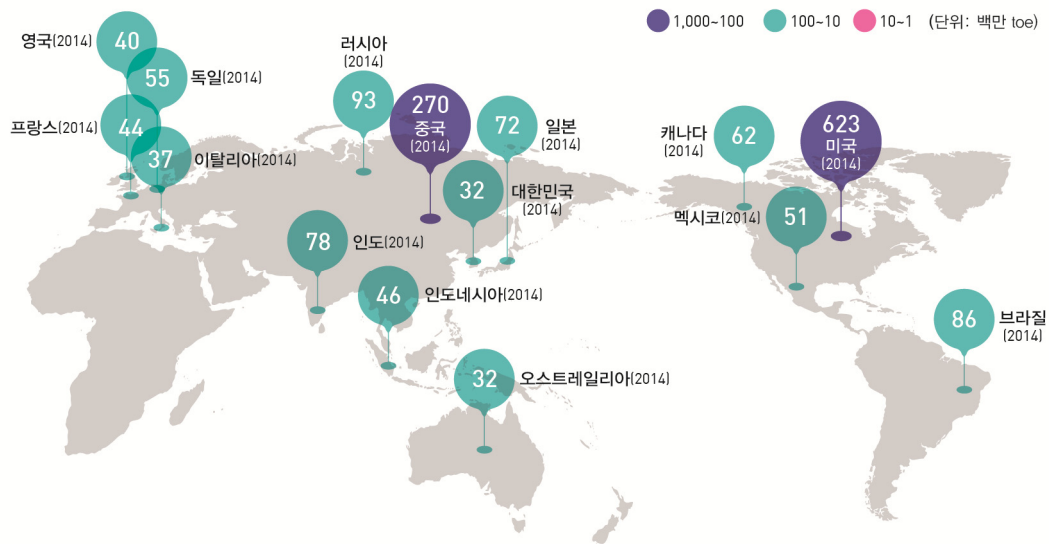 1,000~100 100~10 10~1 (단위: 백만 toe)
영국(2014) 40
독일(2014) 55
프랑스(2014) 44
이탈리아(2014) 37
러시아
(2014)
93
270
중국
(2014)
72
일본
(2014)
32
대한민국
(2014)
78
인도(2014)
46
인도네시아(2014)
32
오스트레일리아(2014)
캐나다
(2014)
62
623
미국
(2014)
멕시코(2014)
51
86
브라질
(2014)